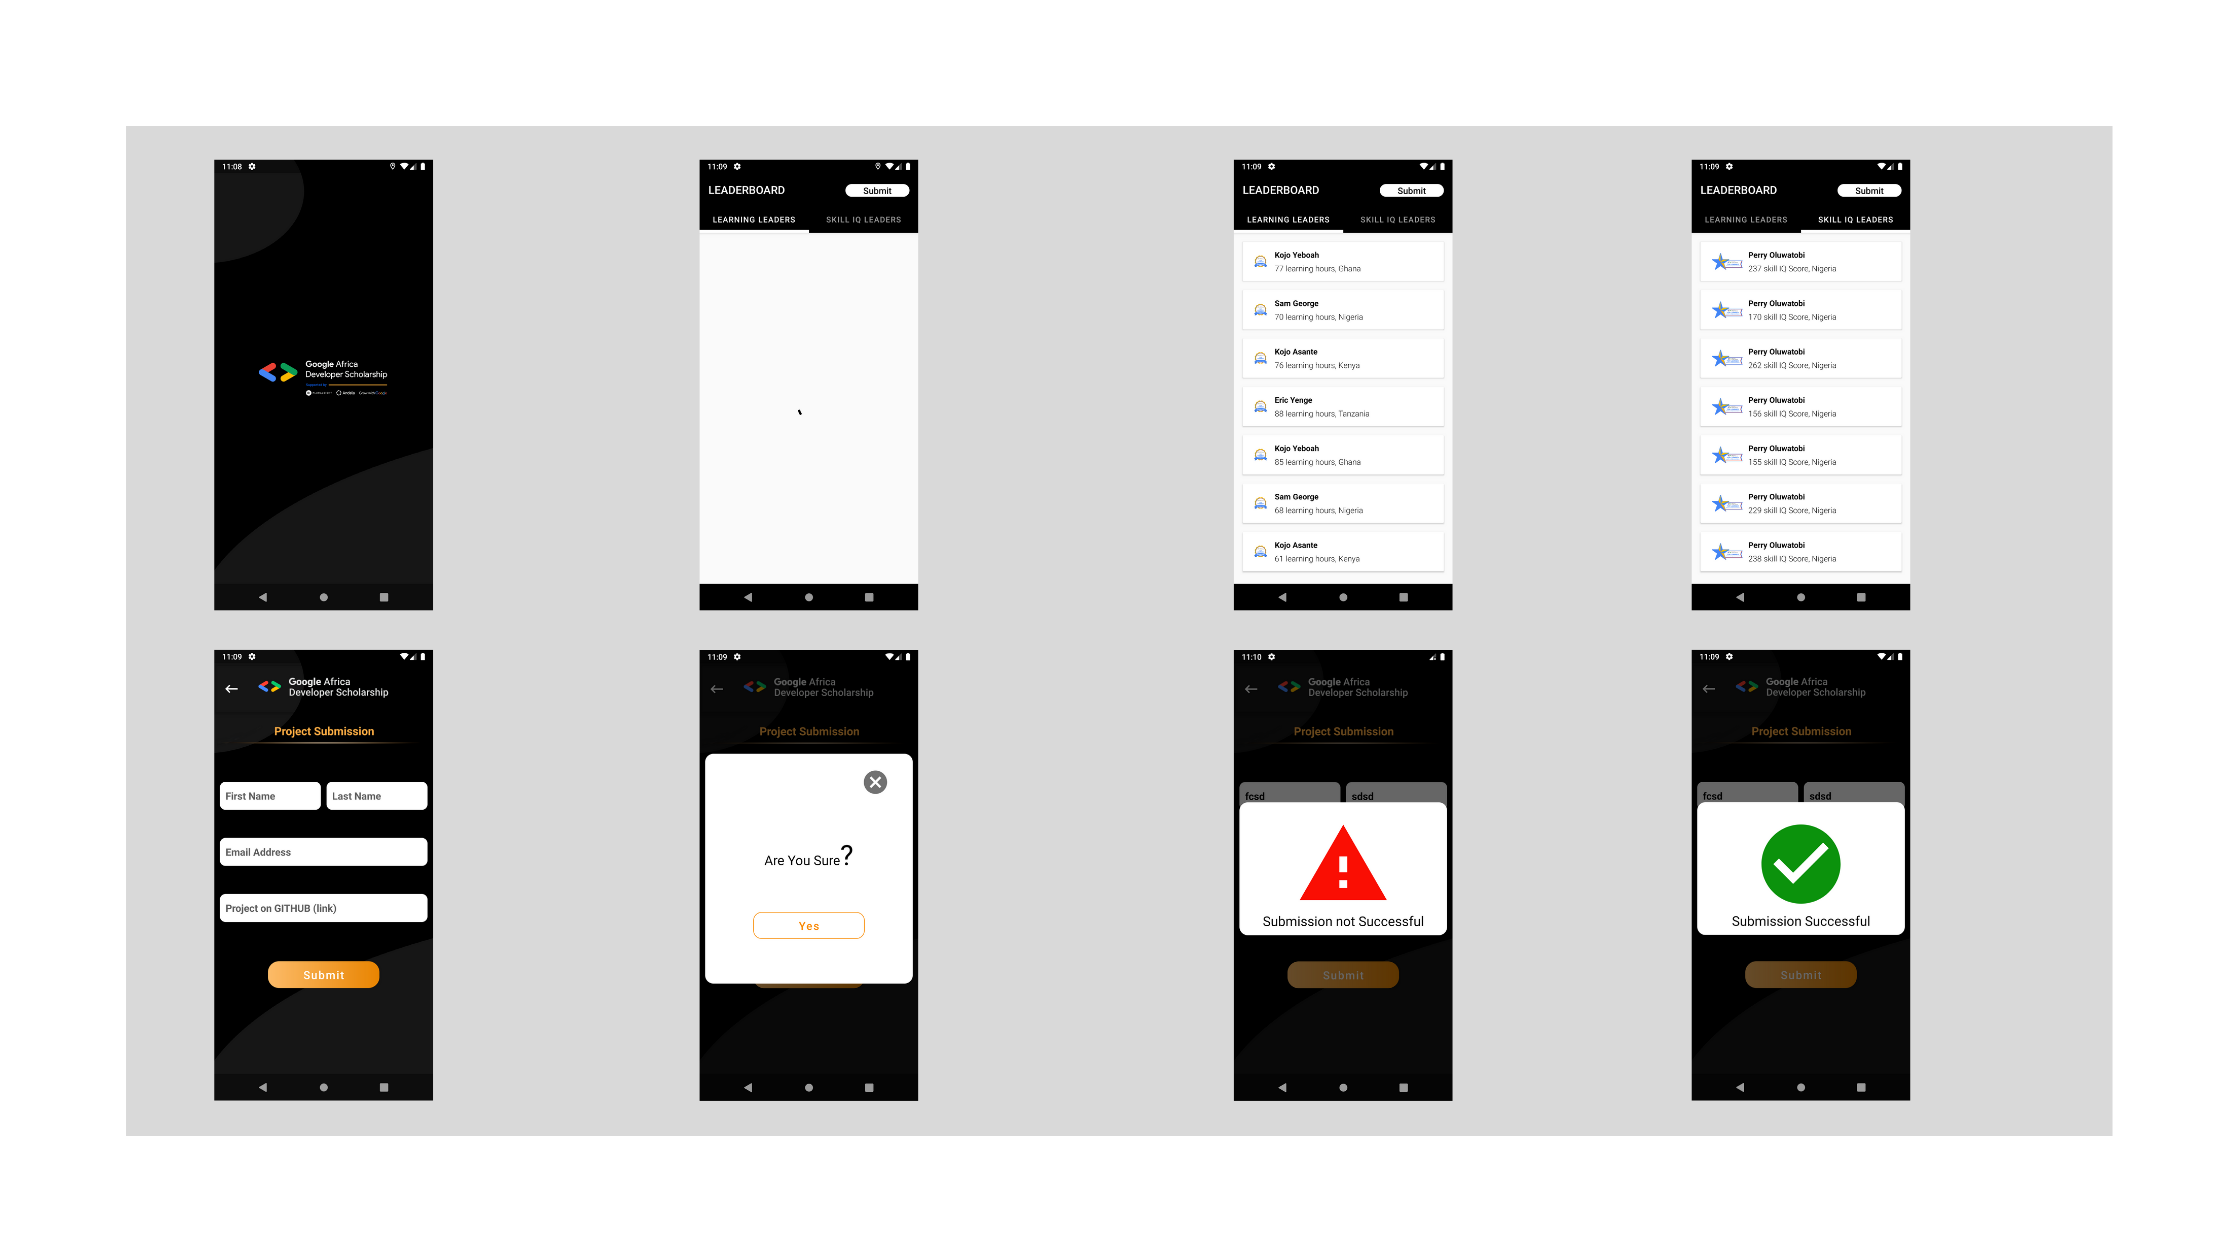 11:08
Google Africa
Developer Scholarship
11:09
LEADERBOARD
Submit
LEARNING LEADERS
SKILL IQ LEADERS
11:09
LEADERBOARD
Submit
LEARNING LEADERS
SKILL IQ LEADERS
Kojo Yeboah
77 learning hours, Ghana
Sam George
70 learning hours, Nigeria
Kojo Asante
76 learning hours, Kenya
Eric Yenge
88 learning hours, Tanzania
Kojo Yeboah
85 learning hours, Ghana
Sam George
68 learning hours, Nigeria
Kojo Asante
61 learning hours, Kenya
11:09
LEADERBOARD
Submit
LEARNING LEADERS
SKILL IQ LEADERS
Perry Oluwatobi
237 skill IQ Score, Nigeria
Perry Oluwatobi
170 skill IQ Score, Nigeria
Perry Oluwatobi
262 skill IQ Score, Nigeria
Perry Oluwatobi
156 skill IQ Score, Nigeria
Perry Oluwatobi
155 skill IQ Score, Nigeria
Perry Oluwatobi
229 skill IQ Score, Nigeria
Perry Oluwatobi
238 skill IQ Score, Nigeria
11:09
Google Africa
Developer Scholarship
Project Submission
First Name
Last Name
Email Address
Project on GITHUB (link)
Submit
11:09
Google Africa
Developer Scholarship
Project Submission
Are You Sure?
Yes
11:10
Google Africa
Developer Scholarship
Project Submission
fcsd
sdsd
Submission not Successful
Submit
11:09
Google Africa
Developer Scholarship
Project Submission
fcsd
sdsd
Submission Successful
Submit